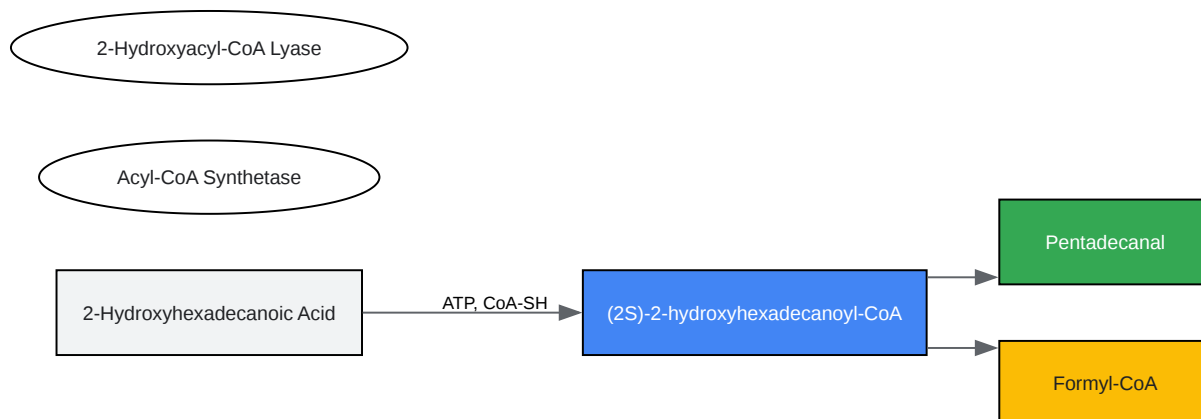 2-Hydroxyacyl-CoA Lyase
Acyl-CoA Synthetase
Pentadecanal
2-Hydroxyhexadecanoic Acid
ATP, CoA-SH
(2S)-2-hydroxyhexadecanoyl-CoA
Formyl-CoA